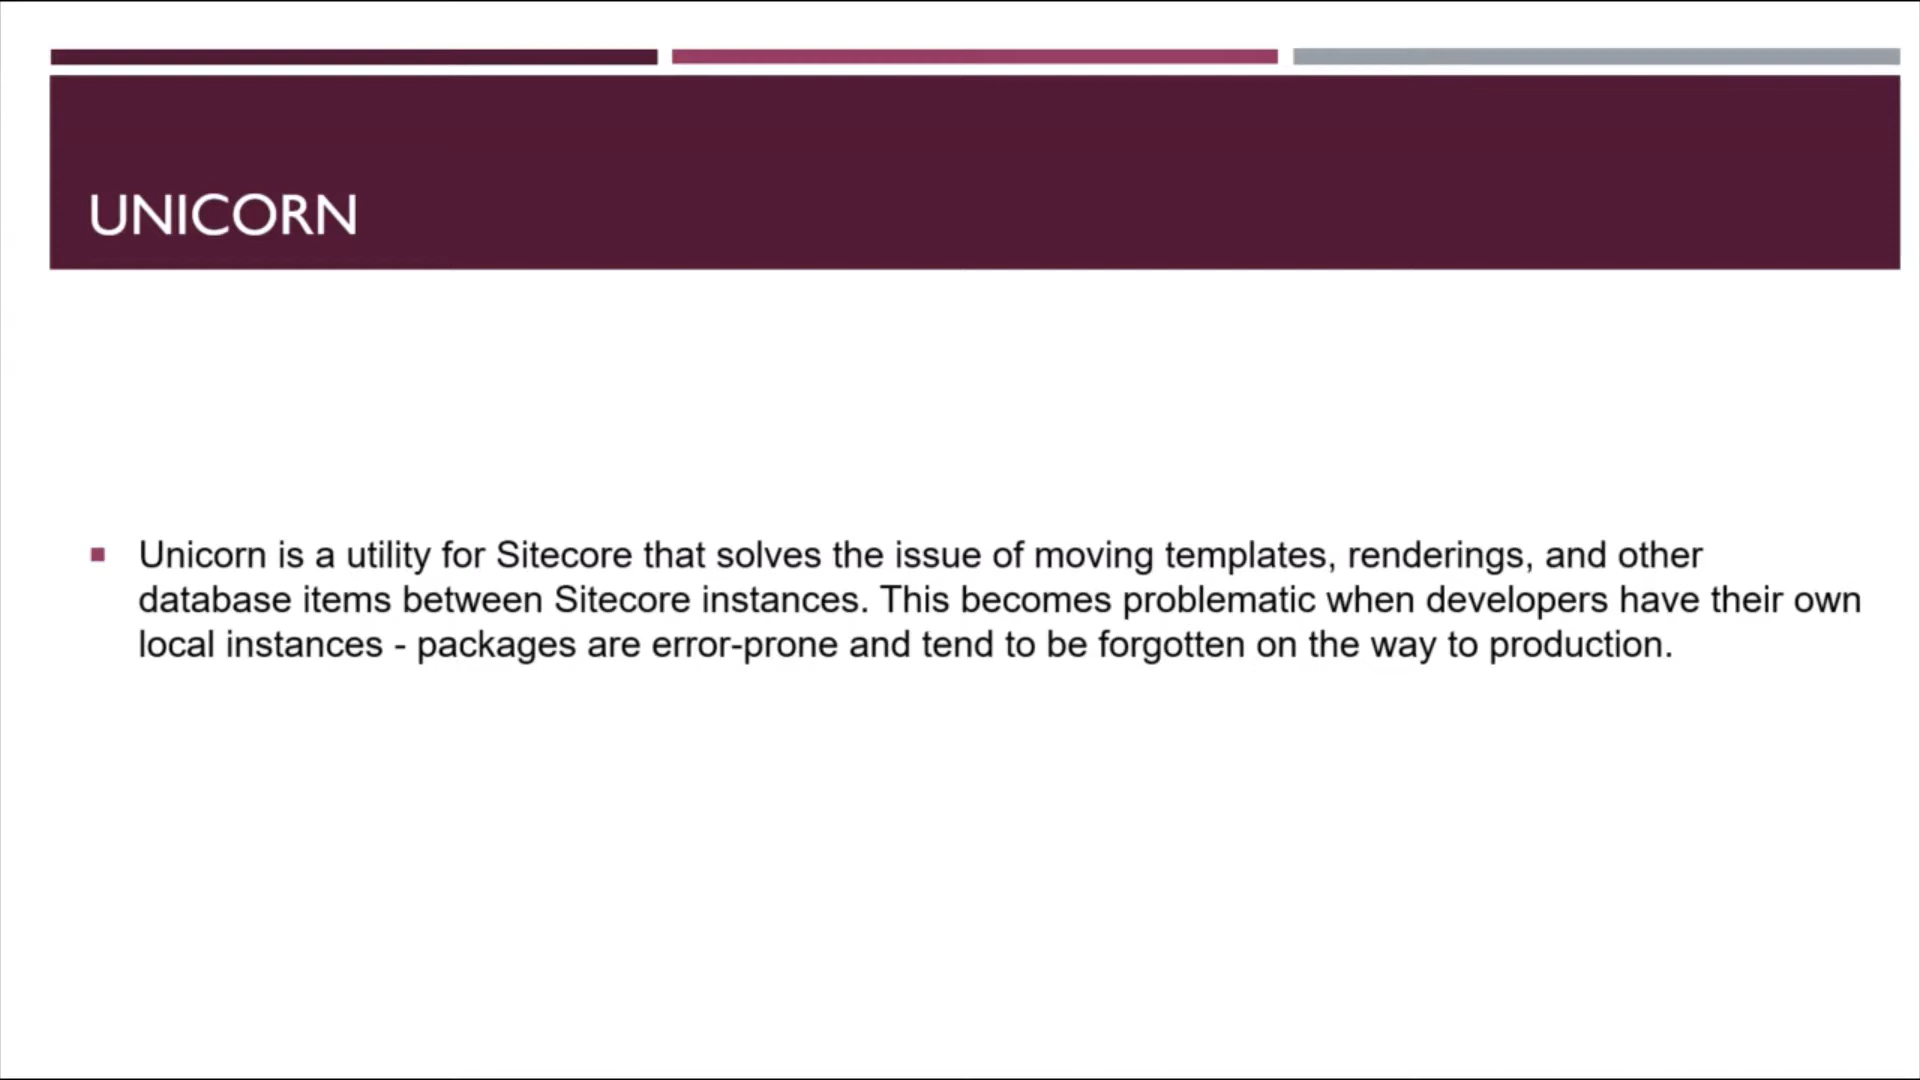 UNICORN
Unicorn is a utility for Sitecore that solves the issue of moving templates, renderings, and other
database items between Sitecore instances. This becomes problematic when developers have their own
local instances - packages are error-prone and tend to be forgotten on the way to production.